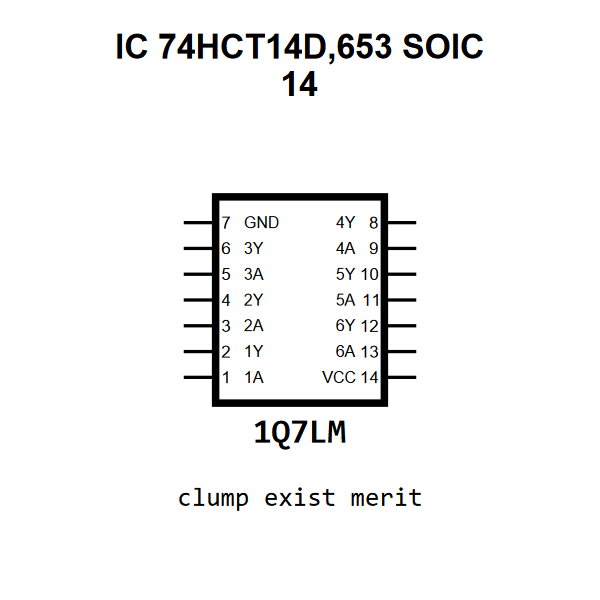 IC 74HCT14D,653 SOIC
14
7 GND 4Y 8
6 3Y 4A 9
5 3A 5Y 10
4 2Y 5A 11
3 2A 6Y 12
2 1Y 6A 13
1 1A VCC 14
1Q7LM
clump exist merit